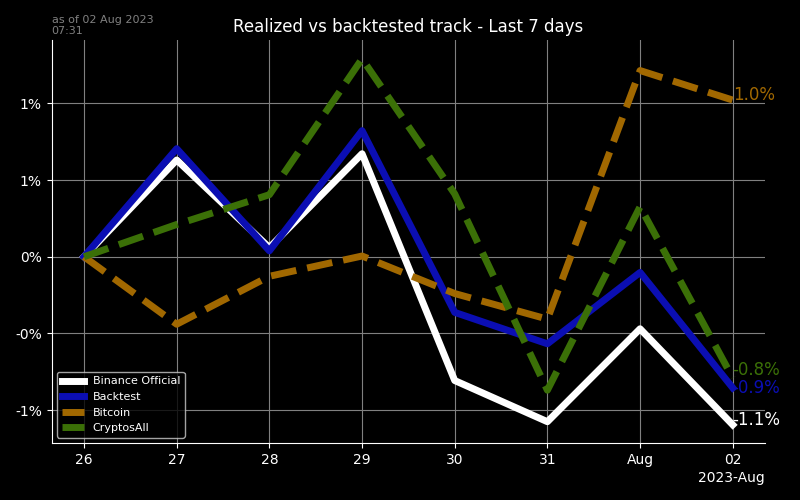 as of 02 Aug 2023
07:31
Realized vs backtested track - Last 7 days
1%
1%
0%
-0%
-1%
1.0%
-0.8%
-0.9%
-1.1%
Binance Official
Backtest
Bitcoin
CryptosAll
26 27 28 29 30 31 Aug 02
2023-Aug